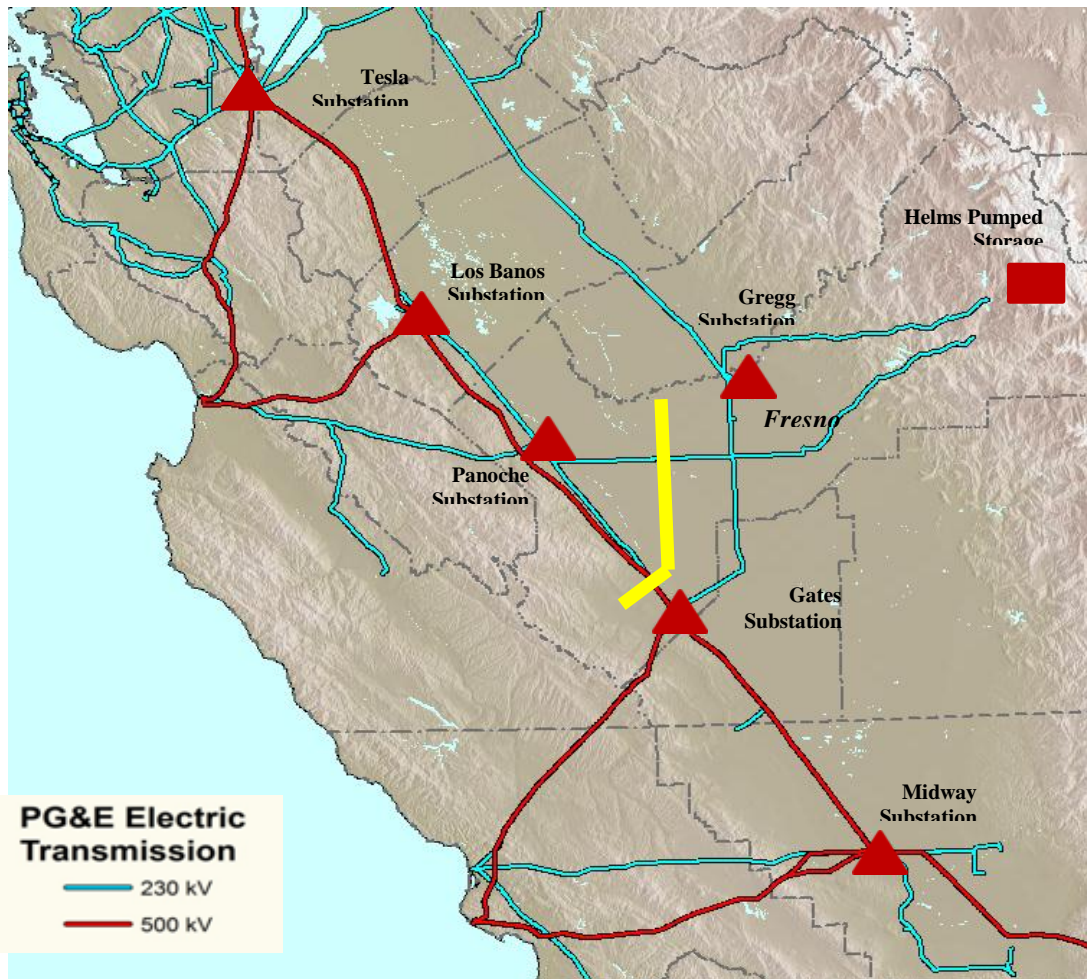 Tesla
Substation
Helms Pumped
Storage
Los Banos
Substation
Gregg
Substation
Fresno
Panoche
Substation
Gates
Substation
Midway
Substation
PG&E Electric
Transmission
230 kV
500 kV